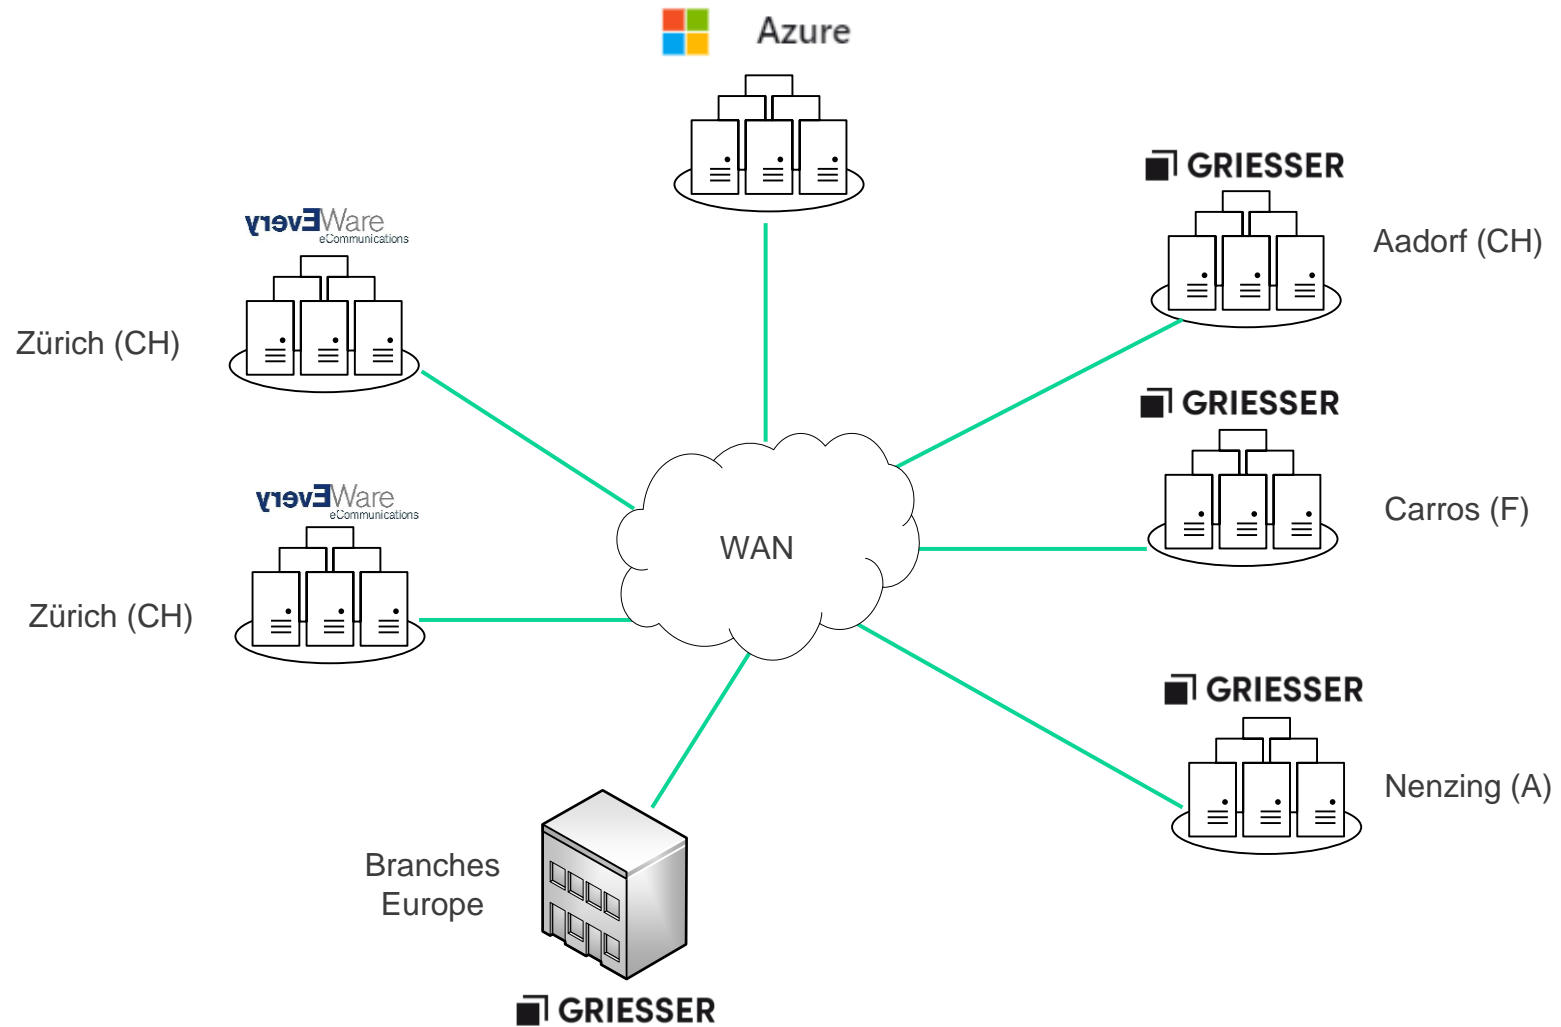 Azure
GRIESSER
Aadorf (CH)
EveryWare
eCommunications
Zürich (CH)
GRIESSER
Carros (F)
EveryWare
eCommunications
WAN
Zürich (CH)
GRIESSER
Nenzing (A)
Branches
Europe
GRIESSER